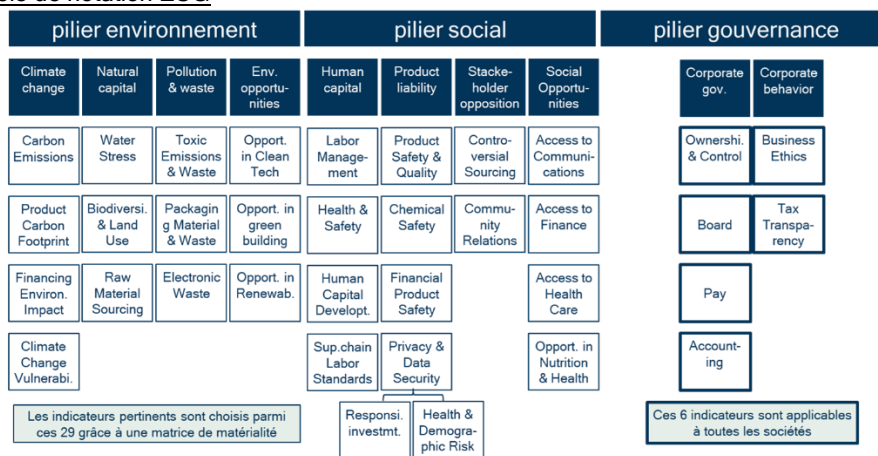 de notation ESG
pilier environnement
pilier social
pilier gouvernance
Climate
change
Natural
capital
Pollution
& waste
Env.
opportu-
nities
Human
capital
Product
liability
Stacke-
holder
opposition
Social
Opportu-
nities
Corporate
gov.
Corporate
behavior
Carbon
Emissions
Water
Stress
Toxic
Emissions
& Waste
Opport.
in Clean
Tech
Labor
Manage-
ment
Product
Safety &
Quality
Contro-
versial
Sourcing
Access to
Communi-
cations
Ownershi.
& Control
Business
Ethics
Product
Carbon
Footprint
Biodiversi.
& Land
Use
Packagin
g Material
& Waste
Opport. in
green
building
Health &
Safety
Chemical
Safety
Commu-
nity
Relations
Access to
Finance
Board
Tax
Transpa-
rency
Financing
Environ.
Impact
Raw
Material
Sourcing
Electronic
Waste
Opport. in
Renewab.
Human
Capital
Developt.
Financial
Product
Safety
Access to
Health
Care
Pay
Climate
Change
Vulnerabi.
Sup.chain
Labor
Standards
Privacy &
Data
Security
Opport. in
Nutrition
& Health
Account-
ing
Les indicateurs pertinents sont choisis parmi
ces 29 grâce à une matrice de matérialité
Responsi.
investmt.
Health &
Demogra-
phic Risk
Ces 6 indicateurs sont applicables
à toutes les sociétés